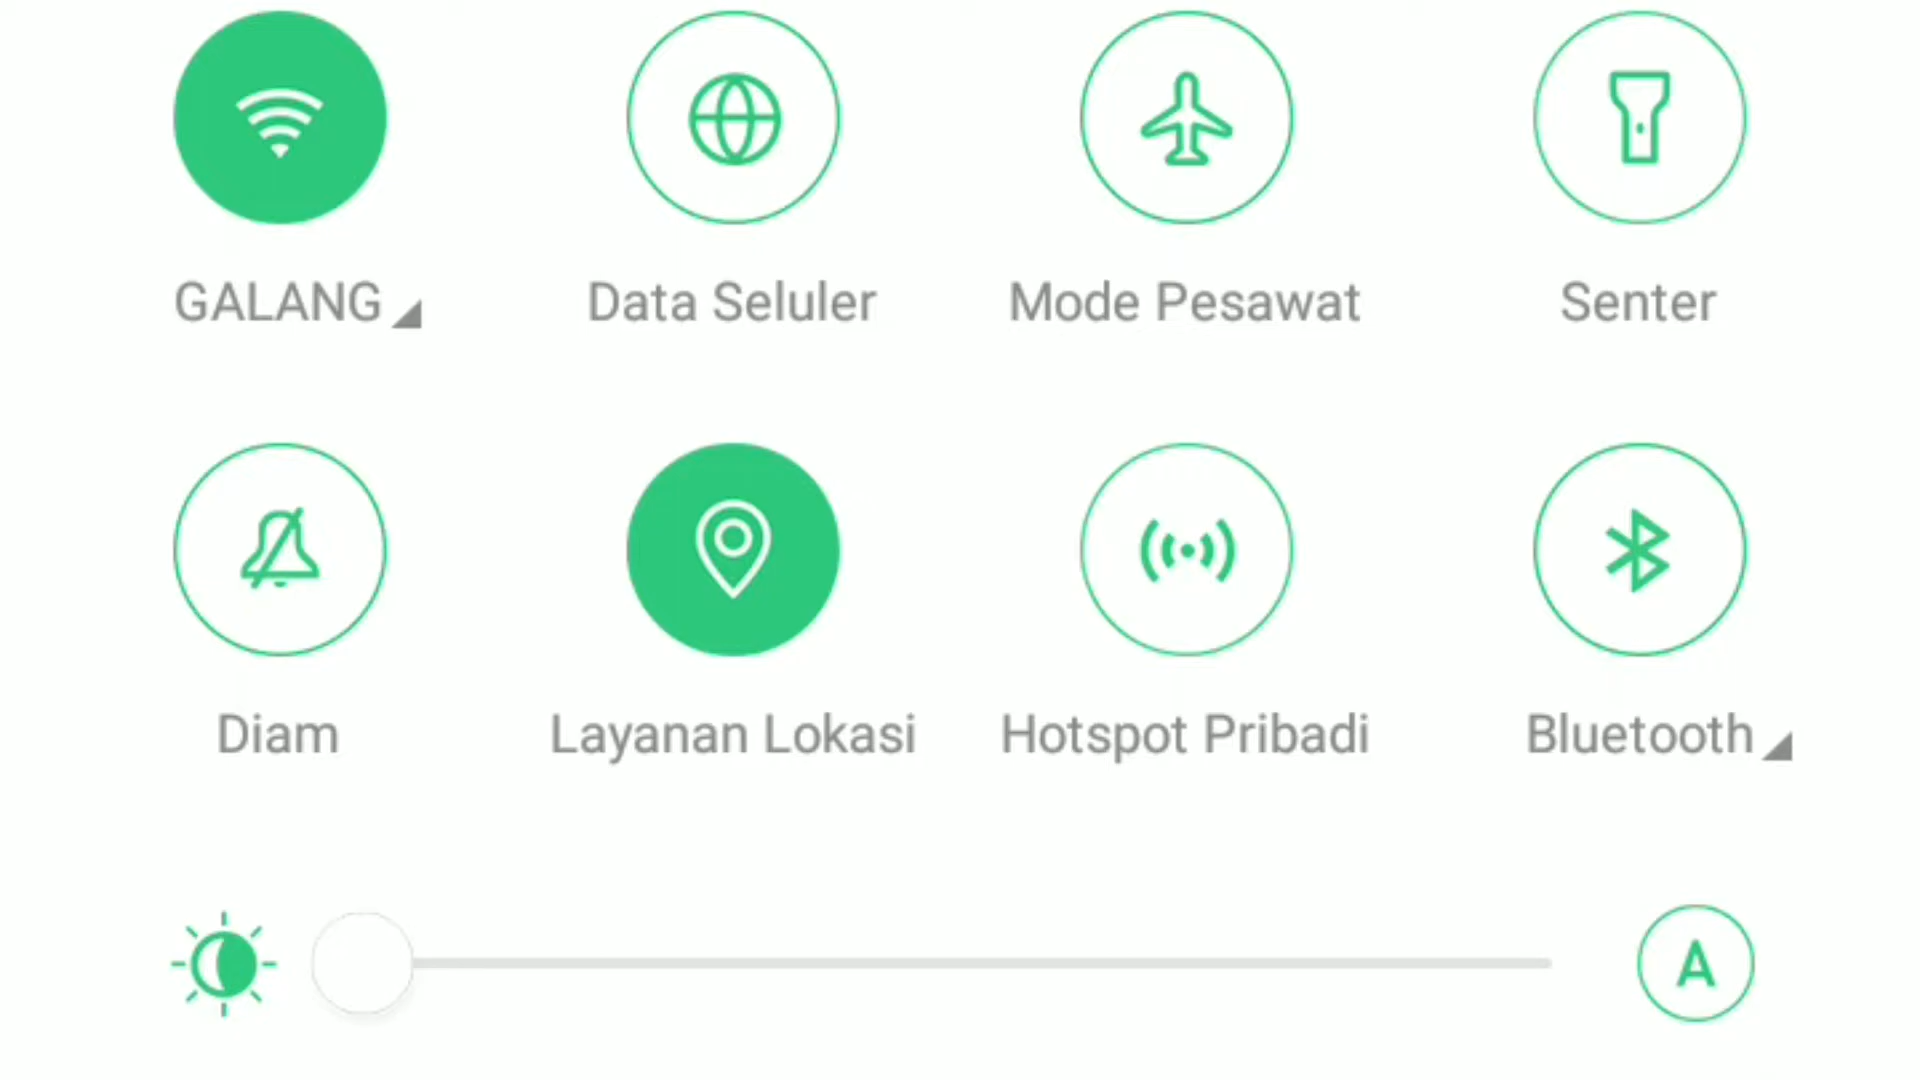 GALANG
Data Seluler
Mode Pesawat
Senter
Diam
Layanan Lokasi
Hotspot Pribadi
Bluetooth
A